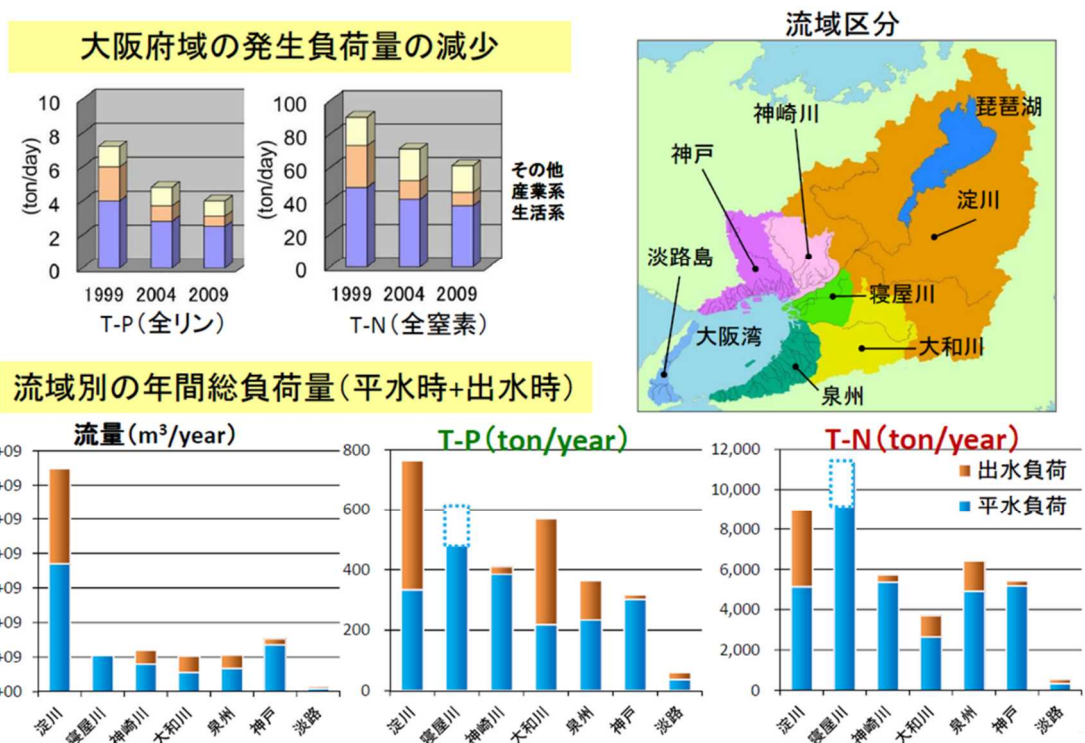 大阪府域の発生負荷量の減少
10
8
6
4
2
0
(ton/day)
1999 2004 2009
T-P(全リン)
100
80
60
40
20
0
(ton/day)
1999 2004 2009
T-N(全窒素)
その他
産業系
生活系
流域区分
琵琶湖
神崎川
神戸
淀川
淡路島
寝屋川
大阪湾
大和川
泉州
流域別の年間総負荷量(平水時+出水時)
流量(m³/year)
+09
+09
+09
+09
+09
+09
+09
+00
淀川
寝屋川
神崎川
大和川
泉州
神戸
淡路
T-P(ton/year)
800
600
400
200
0
淀川
寝屋川
神崎川
大和川
泉州
神戸
淡路
T-N(ton/year)
12,000
10,000
8,000
6,000
4,000
2,000
0
出水負荷
平水負荷
淀川
寝屋川
神崎川
大和川
泉州
神戸
淡路